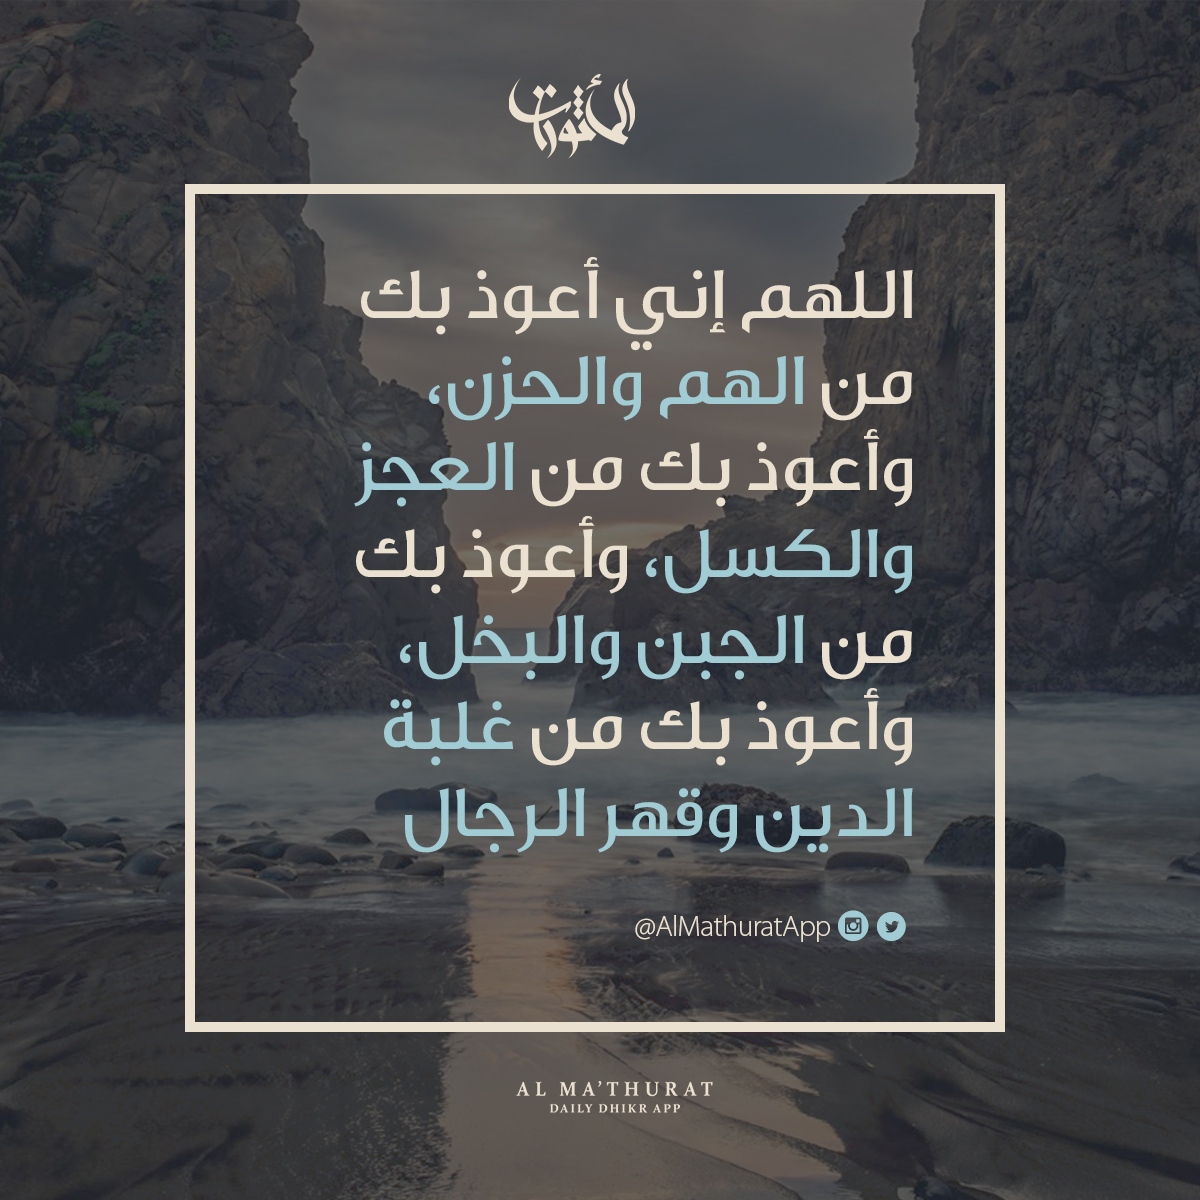 المأثورات
اللهم إني أعوذ بك
من الهم والحزن،
وأعوذ بك من العجز
والكسل، وأعوذ بك
من الجبن والبخل،
وأعوذ بك من غلبة
الدين وقهر الرجال
@AlMathuratApp
AL MA'THURAT
DAILY DHIKR APP